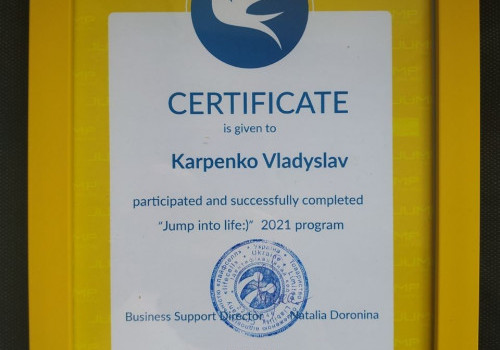 CERTIFICATE
is given to
Karpenko Vladyslav
participated and successfully completed
"Jump into life:)" 2021 program
Business Support Director Natalia Doronina